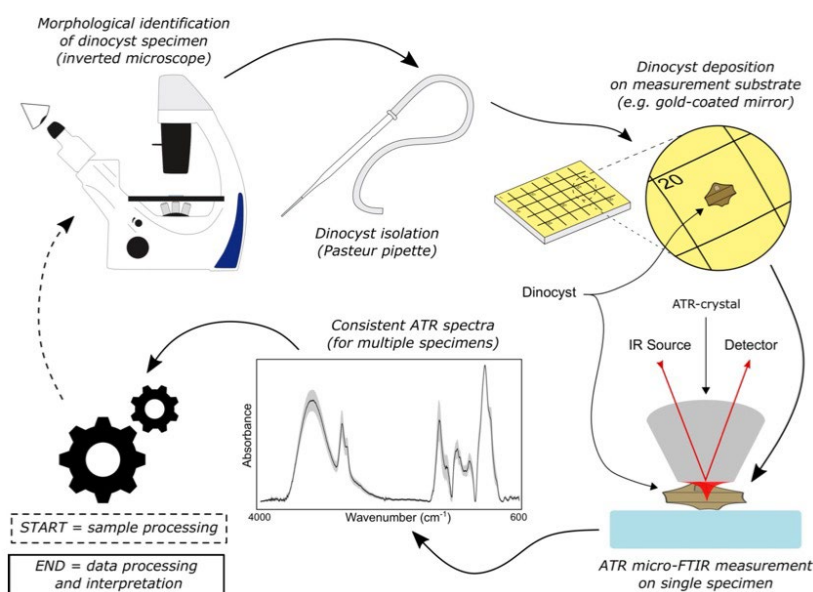 Morphological identification
of dinocyst specimen
(inverted microscope)
Dinocyst isolation
(Pasteur pipette)
Dinocyst deposition
on measurement substrate
(e.g. gold-coated mirror)
20
Dinocyst
ATR-crystal
IR Source
Detector
ATR micro-FTIR measurement
on single specimen
Consistent ATR spectra
(for multiple specimens)
Absorbance
4000
Wavenumber (cm⁻¹)
600
START = sample processing
END = data processing
and interpretation